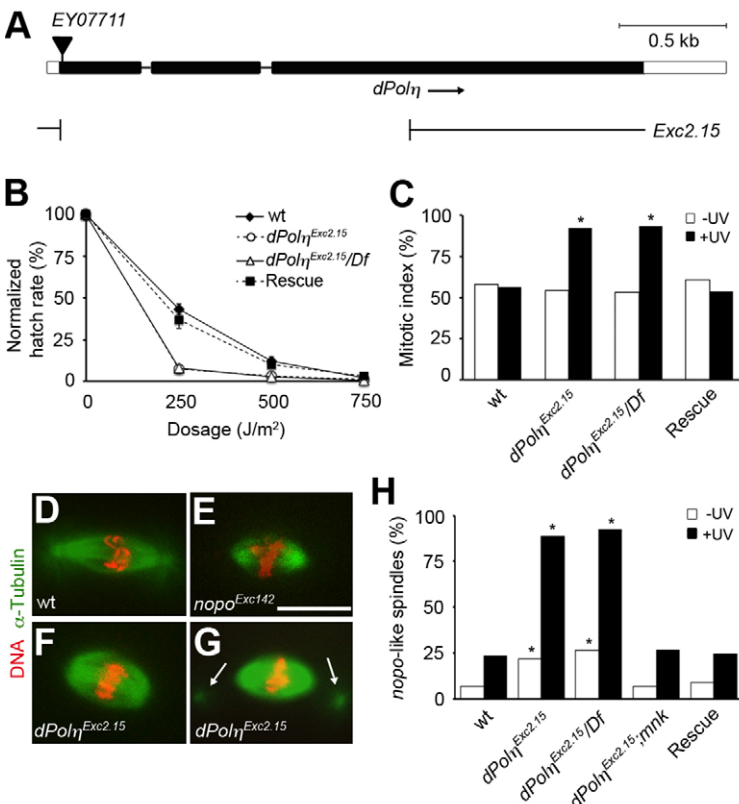 A
EY07711
0.5 kb
dPolη
Exc2.15
B
Normalized
hatch rate (%)
100
75
50
25
0
0 250 500 750
Dosage (J/m²)
wt
dPolη^Exc2.15
dPolη^Exc2.15/Df
Rescue
C
Mitotic index (%)
100
75
50
25
0
* *
-UV
+UV
wt
dPolη^Exc2.15
dPolη^Exc2.15/Df
Rescue
DNA α-Tubulin
D
wt
E
nopo^Exc142
F
dPolη^Exc2.15
G
dPolη^Exc2.15
H
nopo-like spindles (%)
100
75
50
25
0
* * * *
-UV
+UV
wt
dPolη^Exc2.15
dPolη^Exc2.15/Df
dPolη^Exc2.15;mnk
Rescue